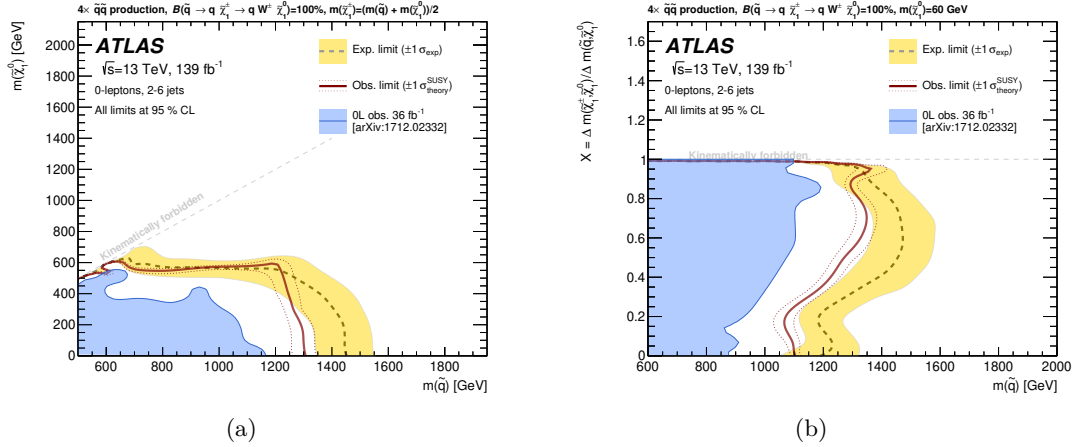 4× q̃q̃ production, B(q̃ → q χ̃₁± → q W± χ̃₁⁰)=100%, m(χ̃₁±)=(m(q̃) + m(χ̃₁⁰))/2
m(χ̃₁⁰) [GeV]
2000
1800
1600
1400
1200
1000
800
600
400
200
0
ATLAS
√s=13 TeV, 139 fb⁻¹
0-leptons, 2-6 jets
All limits at 95 % CL
Exp. limit (±1 σexp)
Obs. limit (±1 σ SUSY theory)
0L obs. 36 fb⁻¹
[arXiv:1712.02332]
Kinematically forbidden
600 800 1000 1200 1400 1600 1800
m(q̃) [GeV]
(a)
4× q̃q̃ production, B(q̃ → q χ̃₁± → q W± χ̃₁⁰)=100%, m(χ̃₁⁰)=60 GeV
X = Δ m(χ̃₁±,χ̃₁⁰)/Δ m(q̃,χ̃₁⁰)
1.6
1.4
1.2
1
0.8
0.6
0.4
0.2
0
ATLAS
√s=13 TeV, 139 fb⁻¹
0-leptons, 2-6 jets
All limits at 95 % CL
Exp. limit (±1 σexp)
Obs. limit (±1 σ SUSY theory)
0L obs. 36 fb⁻¹
[arXiv:1712.02332]
Kinematically forbidden
600 800 1000 1200 1400 1600 1800 2000
m(q̃) [GeV]
(b)